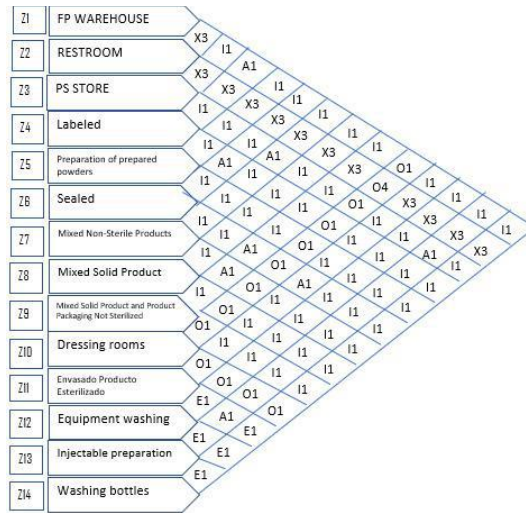 Z1 FP WAREHOUSE
X3 I1
Z2 RESTROOM
A1
X3 X3 I1
Z3 PS STORE
X3 I1 X3
I1 I1 X3 I1
Z4 Labeled
X3 I1
I1 I1 A1 X3 I1
Z5 Preparation of prepared
powders
A1 I1 X3 O1
I1 I1 I1 O4 I1
Z6 Sealed
I1 I1 O1 X3 I1
I1 I1 O1 X3 I1
Z7 Mixed Non-Sterile Products
I1 I1 O1 I1 X3
I1 A1 I1 A1 X3
Z8 Mixed Solid Product
A1 O1 I1 I1
I1 O1 A1 I1 I1
Z9 Mixed Solid Product and Product
Packaging Not Sterilized
O1 I1 I1
O1 I1 I1 I1
Z10 Dressing rooms
I1 I1 I1
O1 I1 I1
Z11 Envasado Producto
Esterilizado
O1 I1
E1 O1
Z12 Equipment washing
A1 O1
E1 E1
Z13 Injectable preparation
E1
E1
Z14 Washing bottles